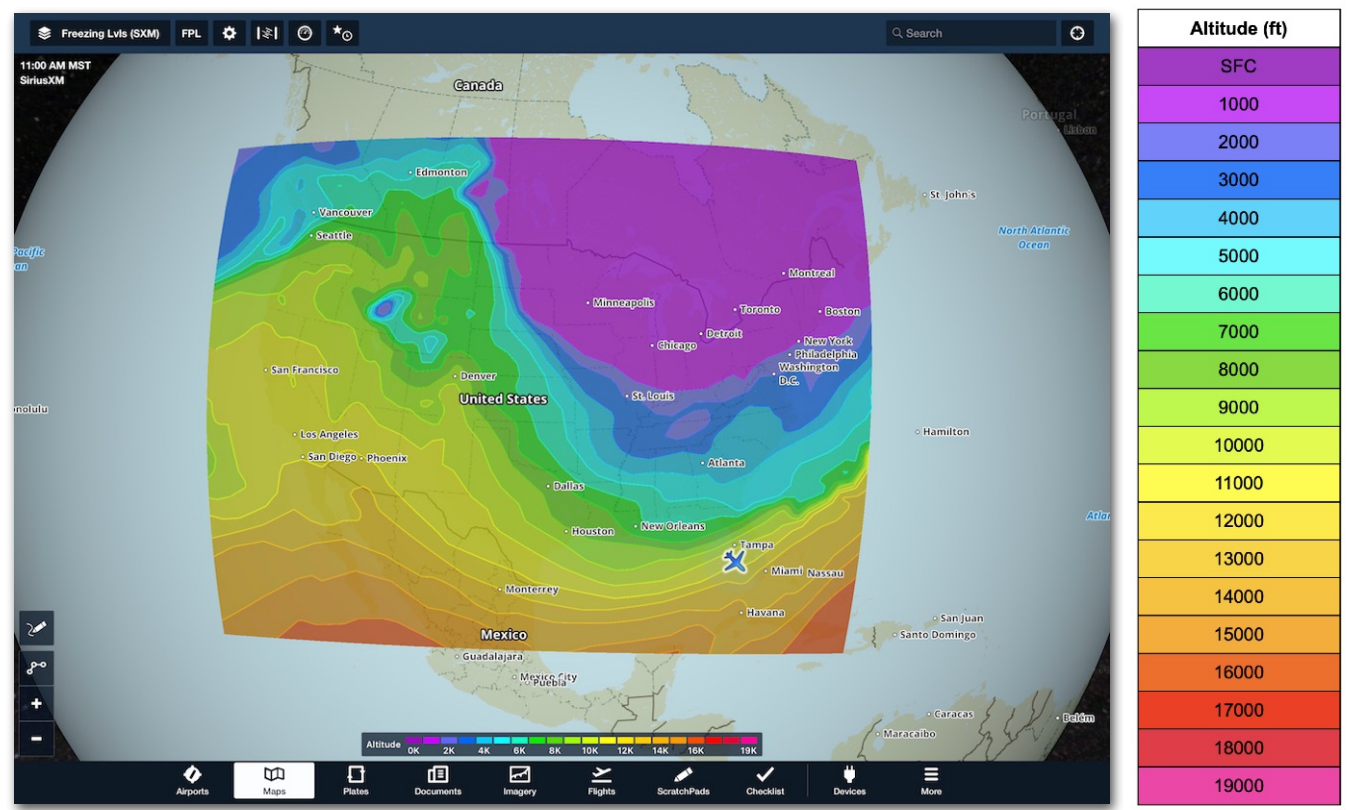 Freezing Lvls (SXM)
FPL
Search
11:00 AM MST
SiriusXM
Canada
Portugal
Lisbon
Edmonton
St. John's
Vancouver
Seattle
Pacific
an
North Atlantic
Ocean
Montreal
Minneapolis
Toronto
Boston
Detroit
Chicago
New York
Philadelphia
Washington
D.C.
San Francisco
Denver
United States
St. Louis
nolulu
Los Angeles
Hamilton
San Diego
Phoenix
Atlanta
Dallas
Atlar
Houston
New Orleans
Tampa
Miami
Nassau
Monterrey
Havana
San Juan
Mexico
Santo Domingo
Guadalajara
Mexico City
Puebla
Caracas
Belém
Maracaibo
Altitude 0K 2K 4K 6K 8K 10K 12K 14K 16K 19K
Airports
Maps
Plates
Documents
Imagery
Flights
ScratchPads
Checklist
Devices
More
Altitude (ft)
SFC
1000
2000
3000
4000
5000
6000
7000
8000
9000
10000
11000
12000
13000
14000
15000
16000
17000
18000
19000